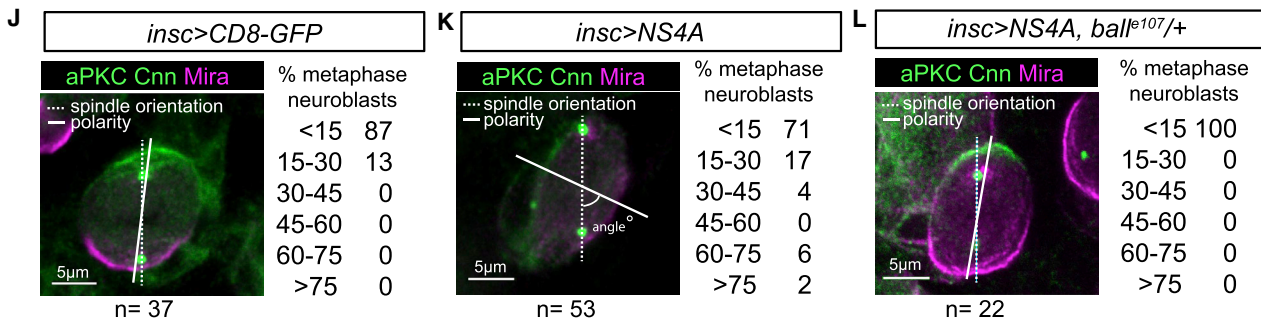 J
insc>CD8-GFP
aPKC Cnn Mira
spindle orientation
polarity
5µm
n= 37
% metaphase
neuroblasts
<15 87
15-30 13
30-45 0
45-60 0
60-75 0
>75 0
K
insc>NS4A
aPKC Cnn Mira
spindle orientation
polarity
angle°
5µm
n= 53
% metaphase
neuroblasts
<15 71
15-30 17
30-45 4
45-60 0
60-75 6
>75 2
L
insc>NS4A, ball^e107/+
aPKC Cnn Mira
spindle orientation
polarity
5µm
n= 22
% metaphase
neuroblasts
<15 100
15-30 0
30-45 0
45-60 0
60-75 0
>75 0